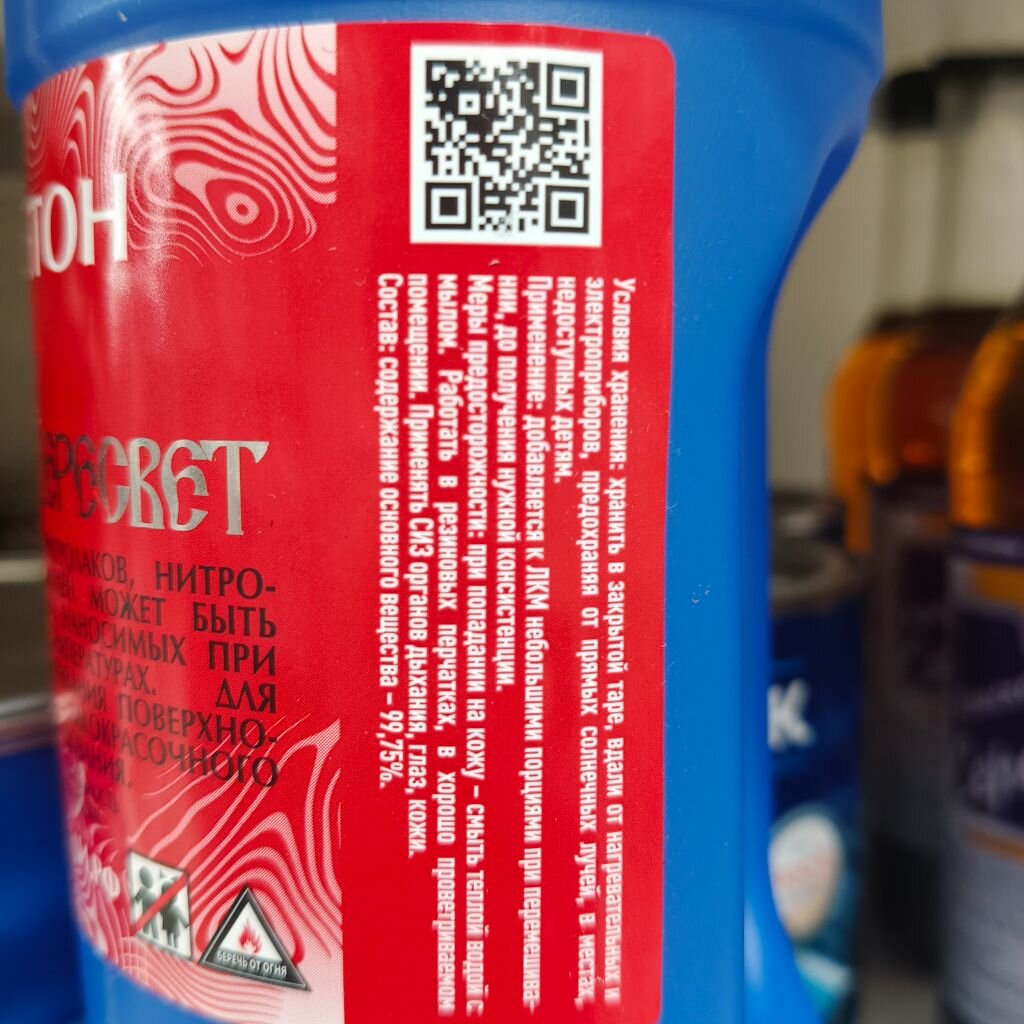 ТОН
РЕСВЕТ
ЛАКОВ, НИТРО-
МОЖЕТ БЫТЬ
НАНОСИМЫХ ПРИ
ТЕМПЕРАТУРАХ. ДЛЯ
ПОВЕРХНО-
КРАСОЧНОГО
БЕРЕЧЬ ОТ ОГНЯ
Условия хранения: хранить в закрытой таре, вдали от нагревательных и
электроприборов, предохраняя от прямых солнечных лучей, в местах,
недоступных детям.
Применение: добавляется к ЛКМ небольшими порциями при перемешива-
нии, до получения нужной консистенции.
Меры предосторожности: при попадании на кожу – смыть теплой водой с
мылом. Работать в резиновых перчатках, в хорошо проветриваемом
помещении. Применять СИЗ органов дыхания, глаз, кожи.
Состав: содержание основного вещества – 99,75%.
К